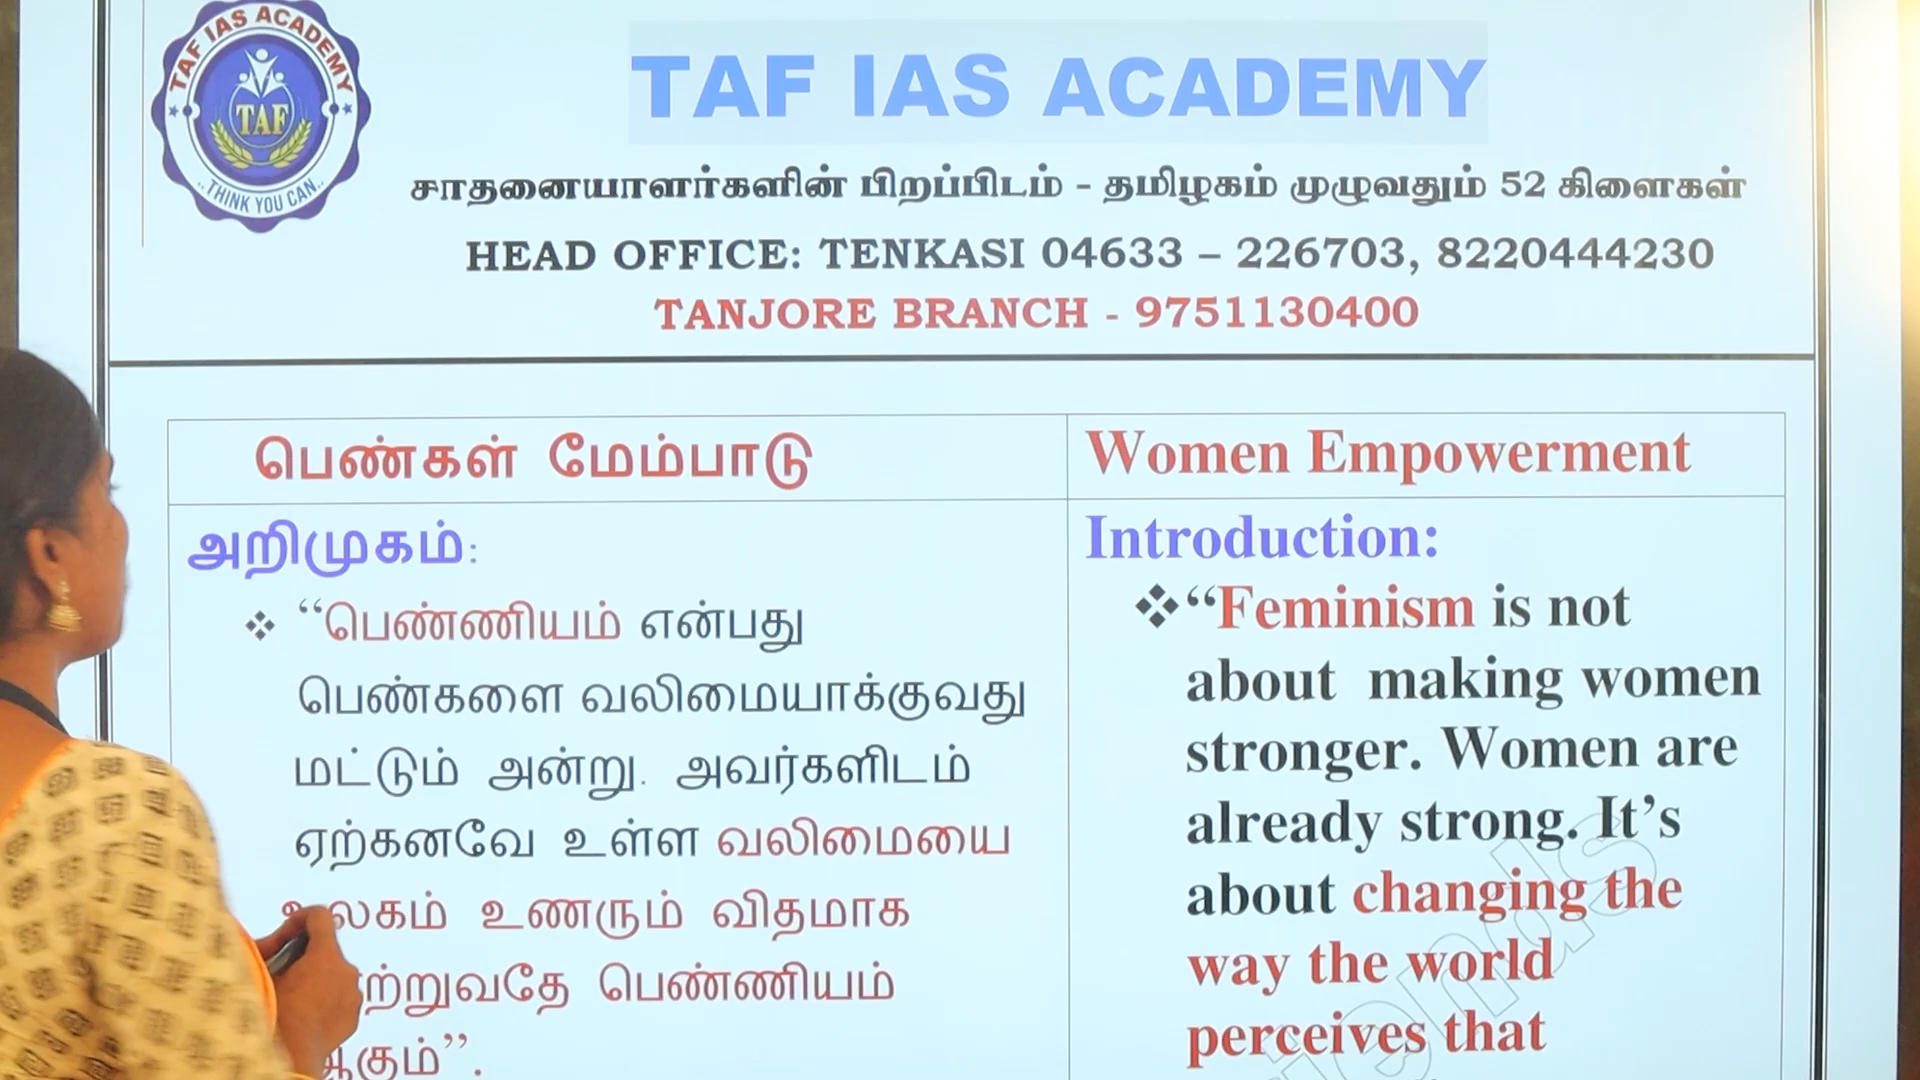 TAF IAS ACADEMY
TAF
..THINK YOU CAN..
TAF IAS ACADEMY
சாதனையாளர்களின் பிறப்பிடம் - தமிழகம் முழுவதும் 52 கிளைகள்
HEAD OFFICE: TENKASI 04633 – 226703, 8220444230
TANJORE BRANCH - 9751130400
பெண்கள் மேம்பாடு
அறிமுகம்:
❖ “பெண்ணியம் என்பது
பெண்களை வலிமையாக்குவது
மட்டும் அன்று. அவர்களிடம்
ஏற்கனவே உள்ள வலிமையை
உலகம் உணரும் விதமாக
பெண்ணியம்
ஆகும்”.
Women Empowerment
Introduction:
❖“Feminism is not
about making women
stronger. Women are
already strong. It’s
about changing the
way the world
perceives that